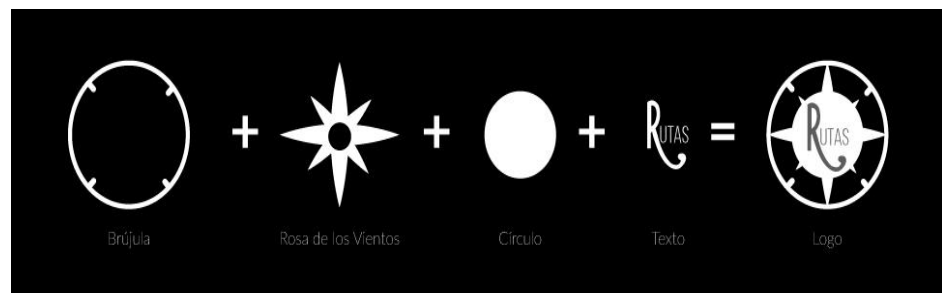 + + + RUTAS = RUTAS
Brújula Rosa de los Vientos Círculo Texto Logo